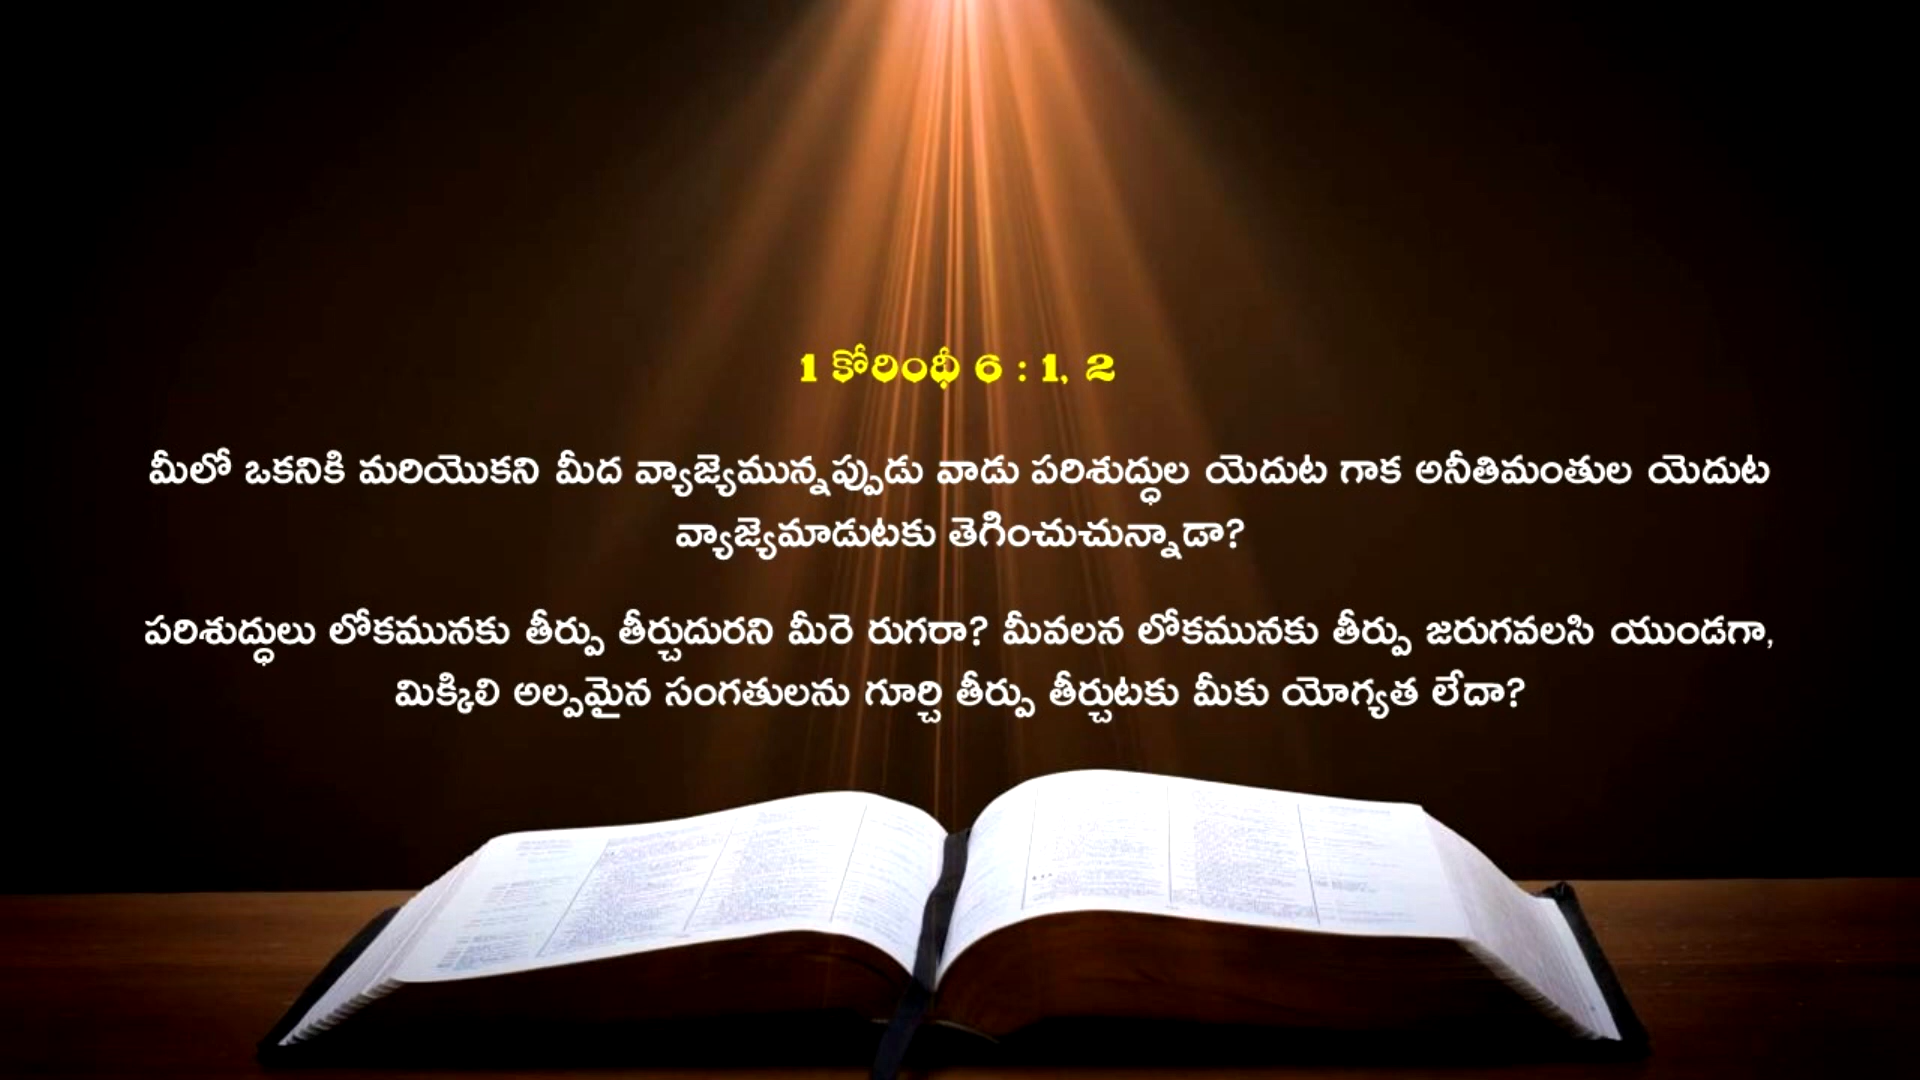 1 కోరింథీ 6 : 1, 2
మీలో ఒకనికి మరియొకని మీద వ్యాజ్యెమున్నప్పుడు వాడు పరిశుద్ధుల యెదుట గాక అనీతిమంతుల యెదుట
వ్యాజ్యెమాడుటకు తెగించుచున్నాడా?
పరిశుద్ధులు లోకమునకు తీర్పు తీర్చుదురని మీరె రుగరా? మీవలన లోకమునకు తీర్పు జరుగవలసి యుండగా,
మిక్కిలి అల్పమైన సంగతులను గూర్చి తీర్పు తీర్చుటకు మీకు యోగ్యత లేదా?